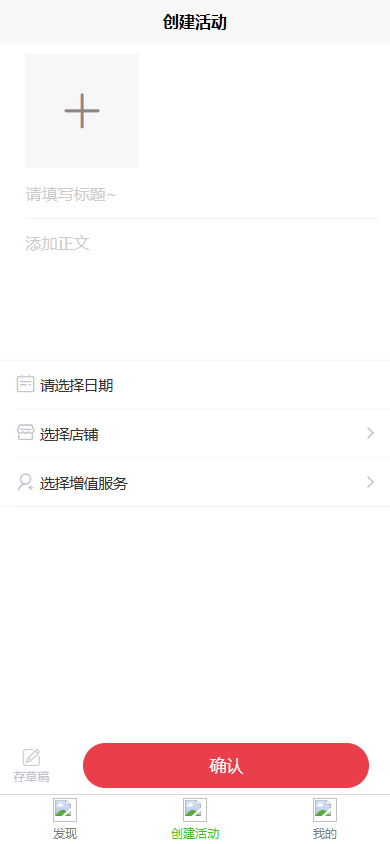 创建活动
请填写标题~
添加正文
请选择日期
选择店铺
选择增值服务
存草稿
确认
发现
创建活动
我的